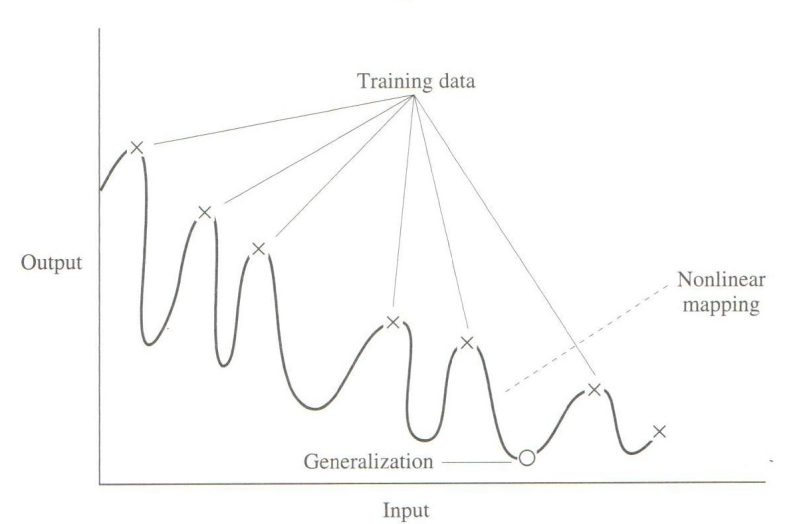 Training data
Output
Nonlinear
mapping
Generalization
Input